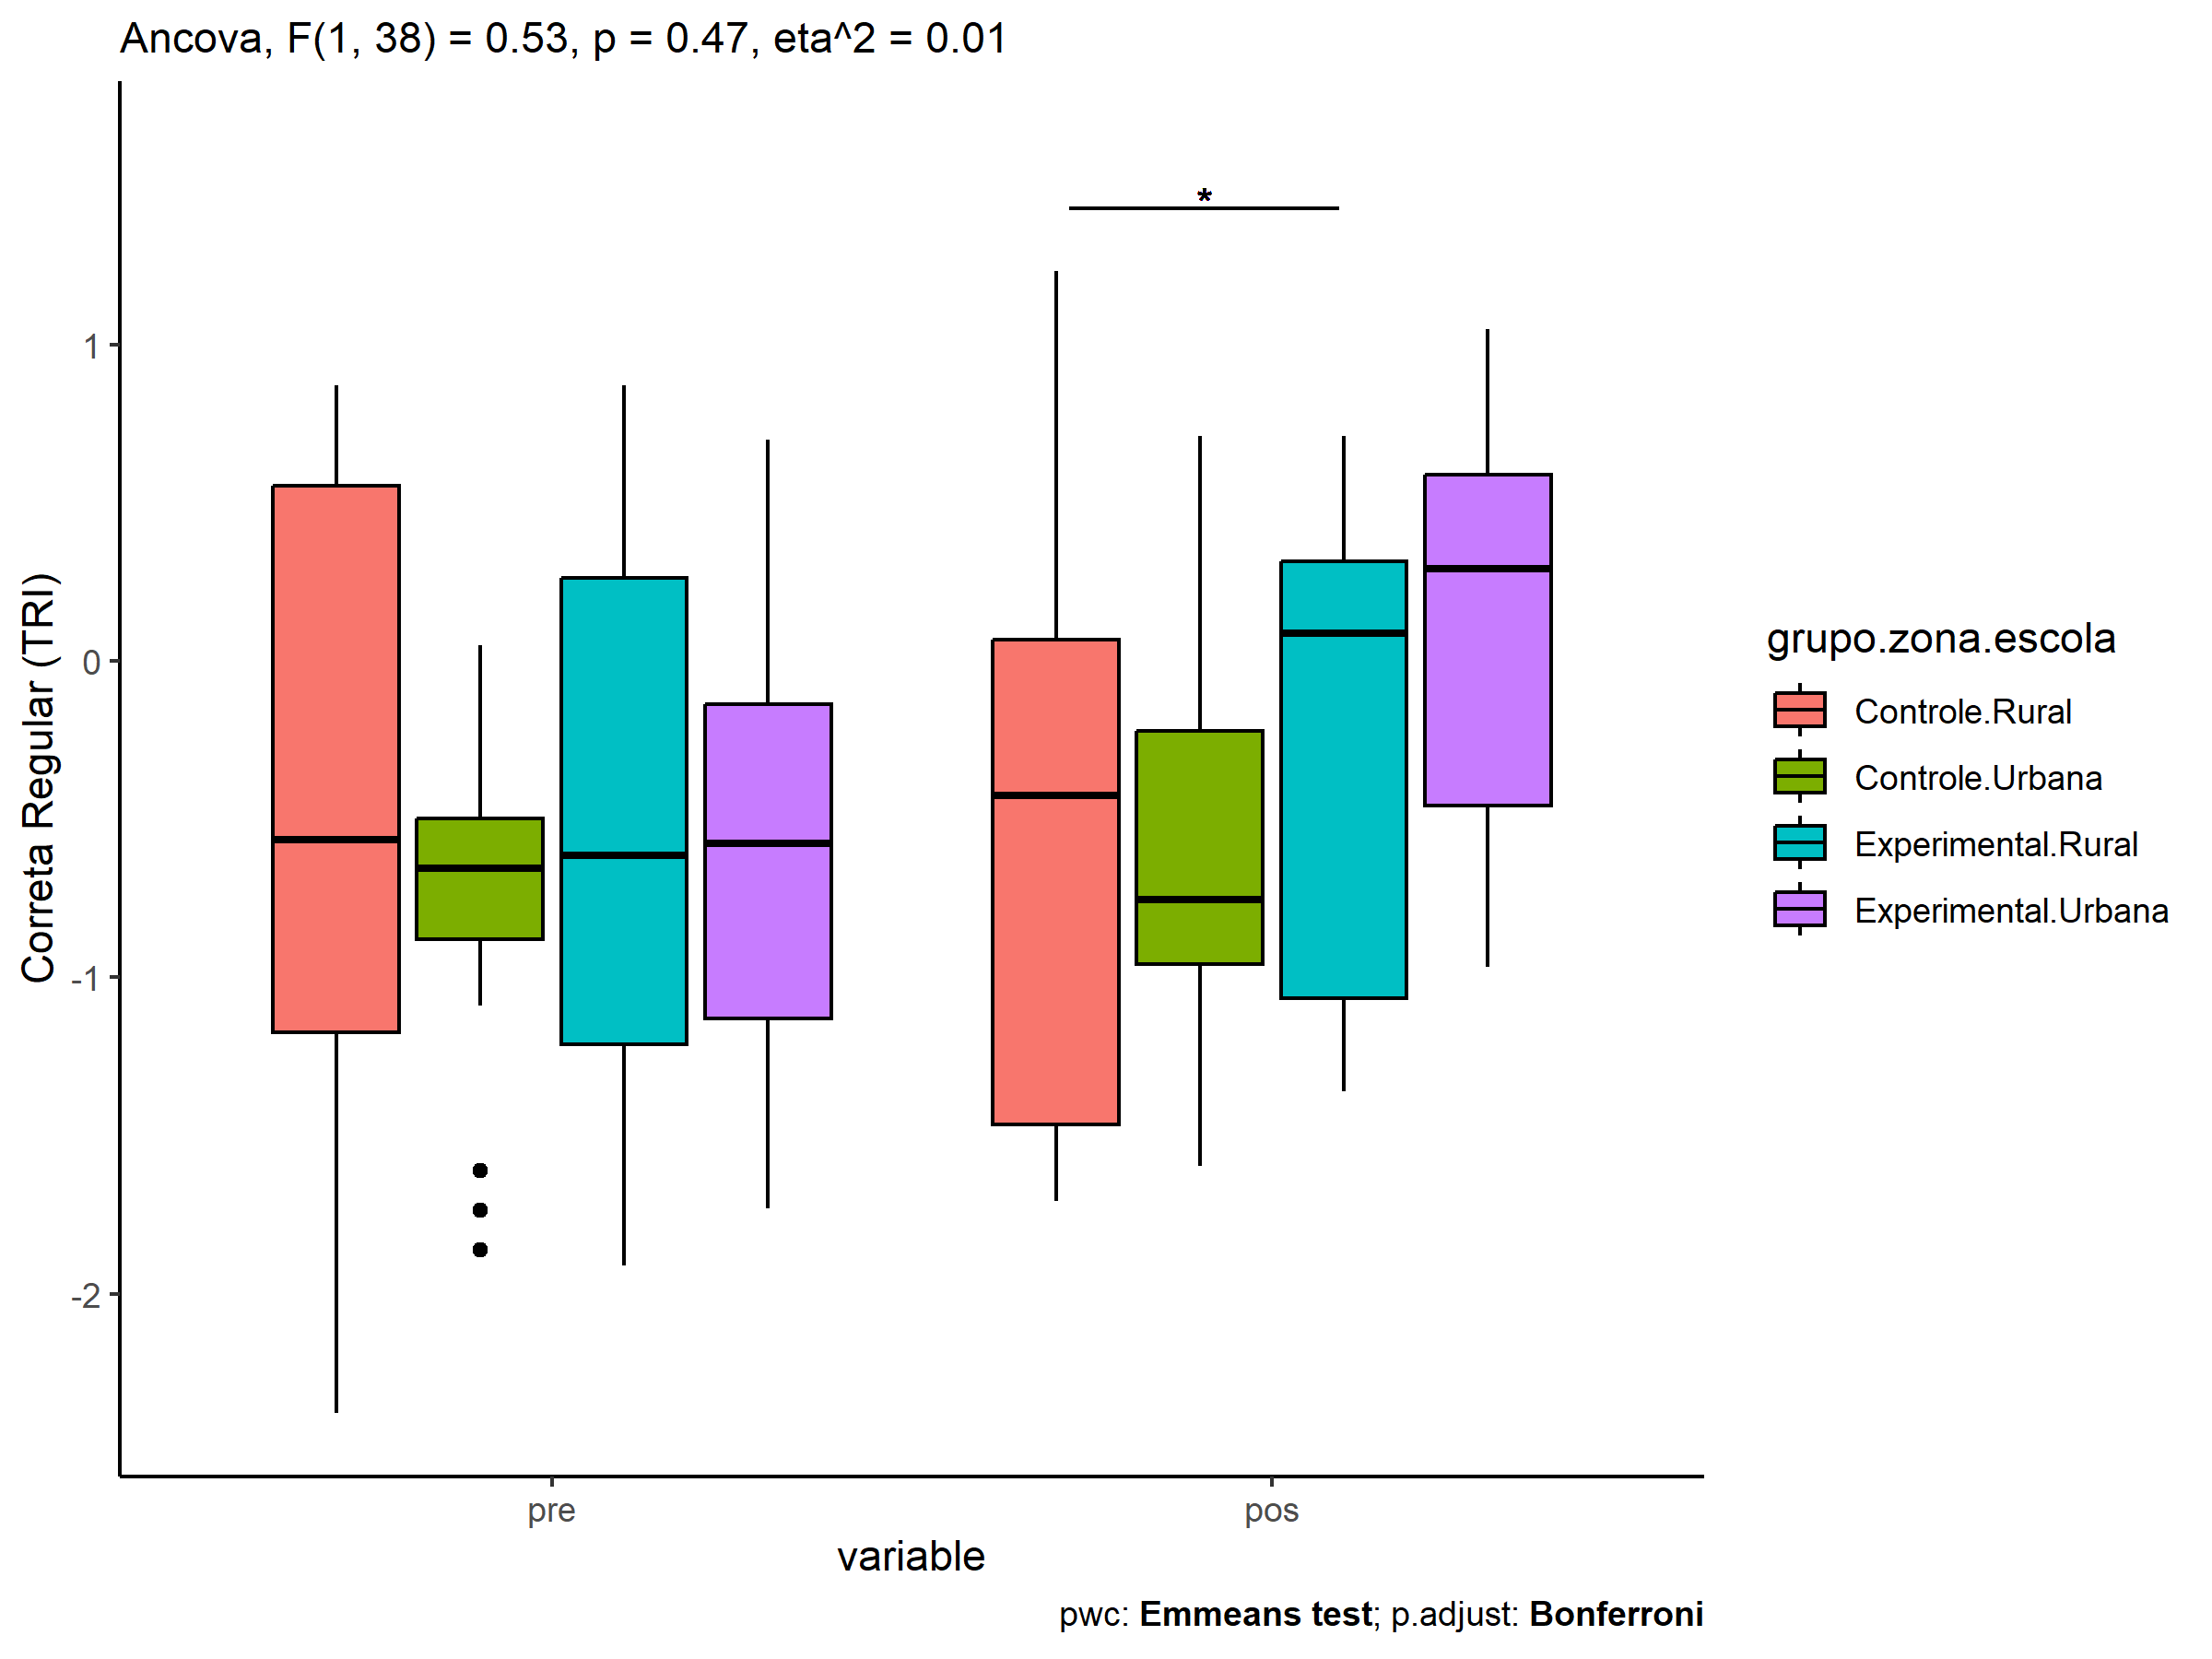 Ancova, F(1, 38) = 0.53, p = 0.47, eta^2 = 0.01
*
1
0
-1
-2
Correta Regular (TRI)
pre
pos
variable
grupo.zona.escola
Controle.Rural
Controle.Urbana
Experimental.Rural
Experimental.Urbana
pwc: Emmeans test; p.adjust: Bonferroni